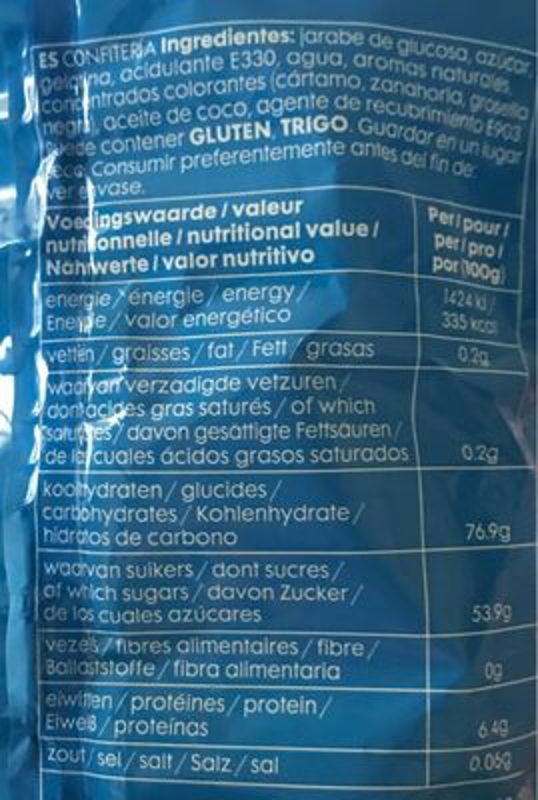 ES CONFITERÍA Ingredientes: jarabe de glucosa, azúcar,
gelatina, acidulante E330, agua, aromas naturales,
concentrados colorantes (cártamo, zanahoria, grosella
negra), aceite de coco, agente de recubrimiento E903
Puede contener GLUTEN, TRIGO. Guardar en un lugar
seco. Consumir preferentemente antes del fin de:
ver envase.
Voedingswaarde / valeur
nutritionnelle / nutritional value /
Nährwerte / valor nutritivo
Per / pour /
per / pro /
por (100g)
energie / énergie / energy /
Energie / valor energético
1424 kJ /
335 kcal
vetten / graisses / fat / Fett / grasas
0,2g
waarvan verzadigde vetzuren /
dont acides gras saturés / of which
saturates / davon gesättigte Fettsäuren /
de los cuales ácidos grasos saturados
0.2g
koolhydraten / glucides /
carbohydrates / Kohlenhydrate /
hidratos de carbono
76.9g
waarvan suikers / dont sucres /
of which sugars / davon Zucker /
de los cuales azúcares
53.9g
vezels / fibres alimentaires / fibre /
Ballaststoffe / fibra alimentaria
0g
eiwitten / protéines / protein /
Eiweß / proteínas
6.4g
zout / sel / salt / Salz / sal
0.05g